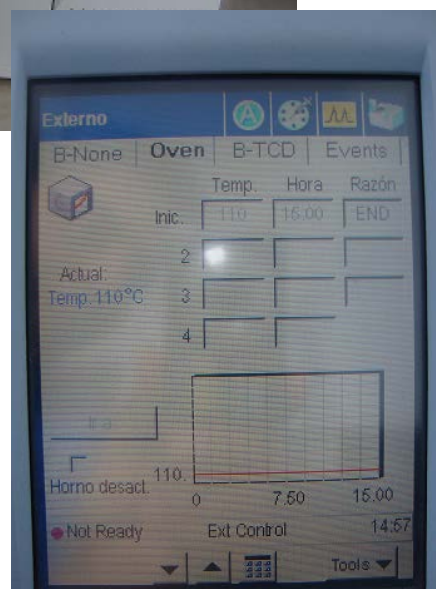 Externo
B-None Oven B-TCD Events
Temp. Hora Razón
Inic. 110 15.00 END
2
Actual:
Temp.110°C 3
4
110.
Horno desact.
0 7.50 15.00
Not Ready Ext Control 14:57
Tools